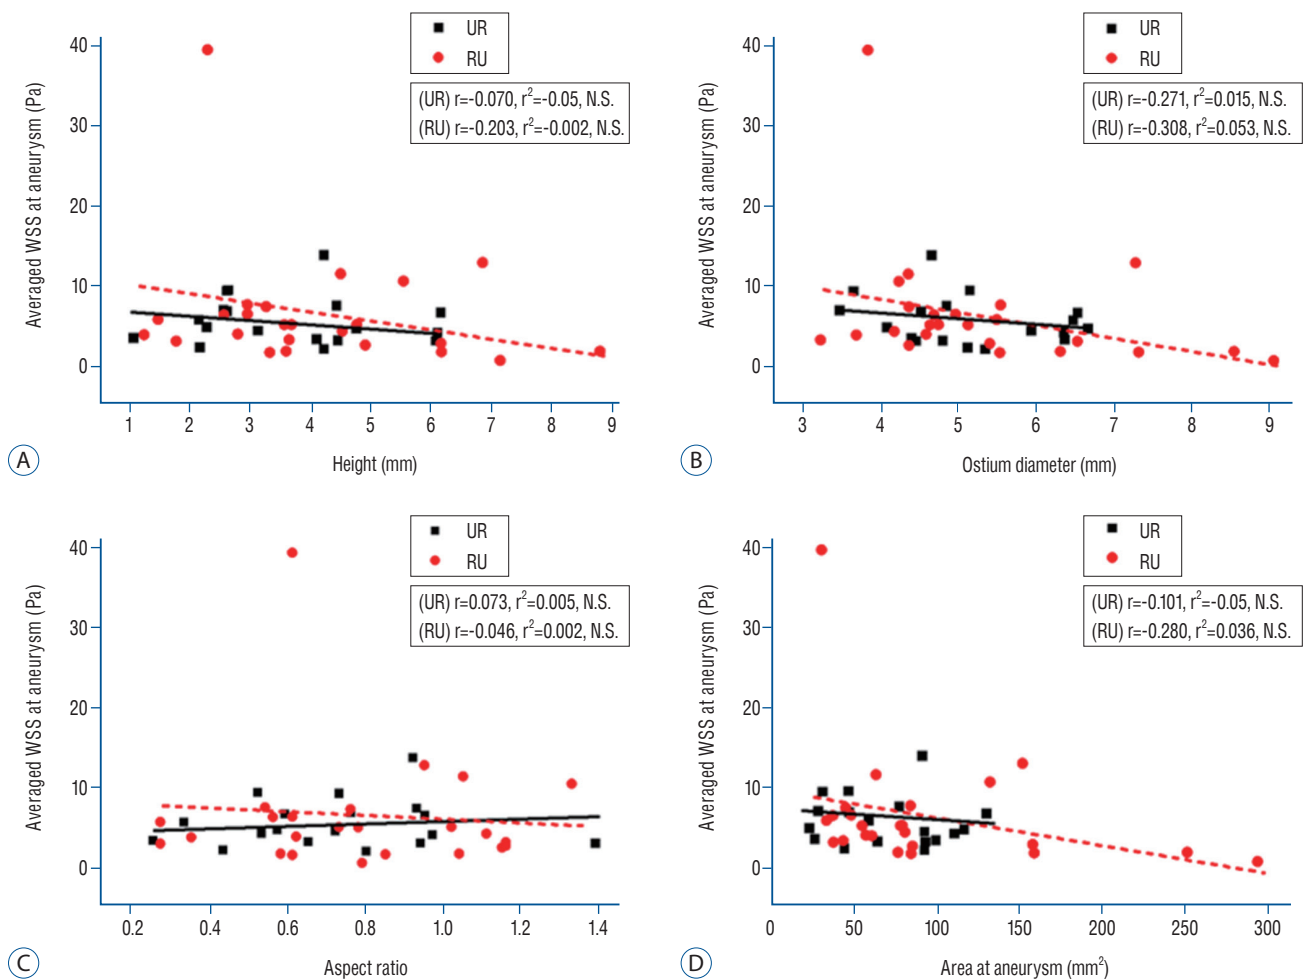 UR
RU
(UR) r=-0.070, r²=-0.05, N.S.
(RU) r=-0.203, r²=-0.002, N.S.
Averaged WSS at aneurysm (Pa)
40
30
20
10
0
1 2 3 4 5 6 7 8 9
Height (mm)
A
UR
RU
(UR) r=-0.271, r²=0.015, N.S.
(RU) r=-0.308, r²=0.053, N.S.
Averaged WSS at aneurysm (Pa)
40
30
20
10
0
3 4 5 6 7 8 9
Ostium diameter (mm)
B
UR
RU
(UR) r=0.073, r²=0.005, N.S.
(RU) r=-0.046, r²=0.002, N.S.
Averaged WSS at aneurysm (Pa)
40
30
20
10
0
0.2 0.4 0.6 0.8 1.0 1.2 1.4
Aspect ratio
C
UR
RU
(UR) r=-0.101, r²=-0.05, N.S.
(RU) r=-0.280, r²=0.036, N.S.
Averaged WSS at aneurysm (Pa)
40
30
20
10
0
0 50 100 150 200 250 300
Area at aneurysm (mm²)
D